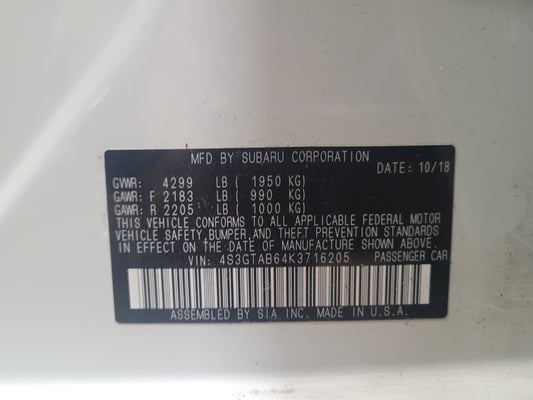 MFD BY SUBARU CORPORATION
DATE: 10/18
GVWR: 4299 LB ( 1950 KG)
GAWR: F 2183 LB ( 990 KG)
GAWR: R 2205 LB ( 1000 KG)
THIS VEHICLE CONFORMS TO ALL APPLICABLE FEDERAL MOTOR
VEHICLE SAFETY,BUMPER,AND THEFT PREVENTION STANDARDS
IN EFFECT ON THE DATE OF MANUFACTURE SHOWN ABOVE.
VIN: 4S3GTAB64K3716205 PASSENGER CAR
ASSEMBLED BY SIA INC. MADE IN U.S.A.